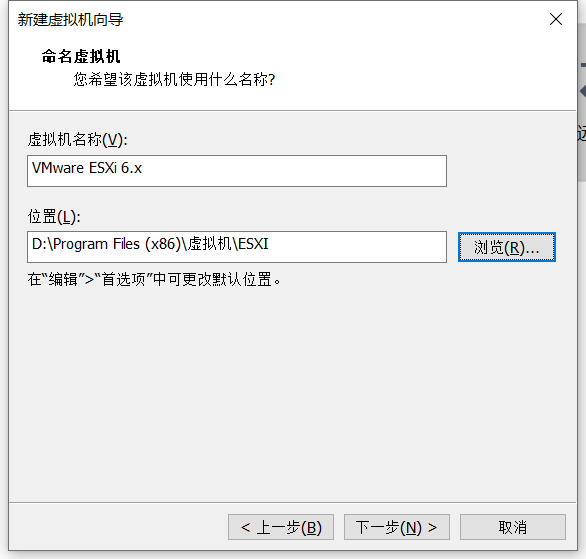 新建虚拟机向导
命名虚拟机
您希望该虚拟机使用什么名称?
虚拟机名称(V):
VMware ESXi 6.x
位置(L):
D:\Program Files (x86)\虚拟机\ESXI
浏览(R)...
在“编辑”>“首选项”中可更改默认位置。
< 上一步(B)
下一步(N) >
取消